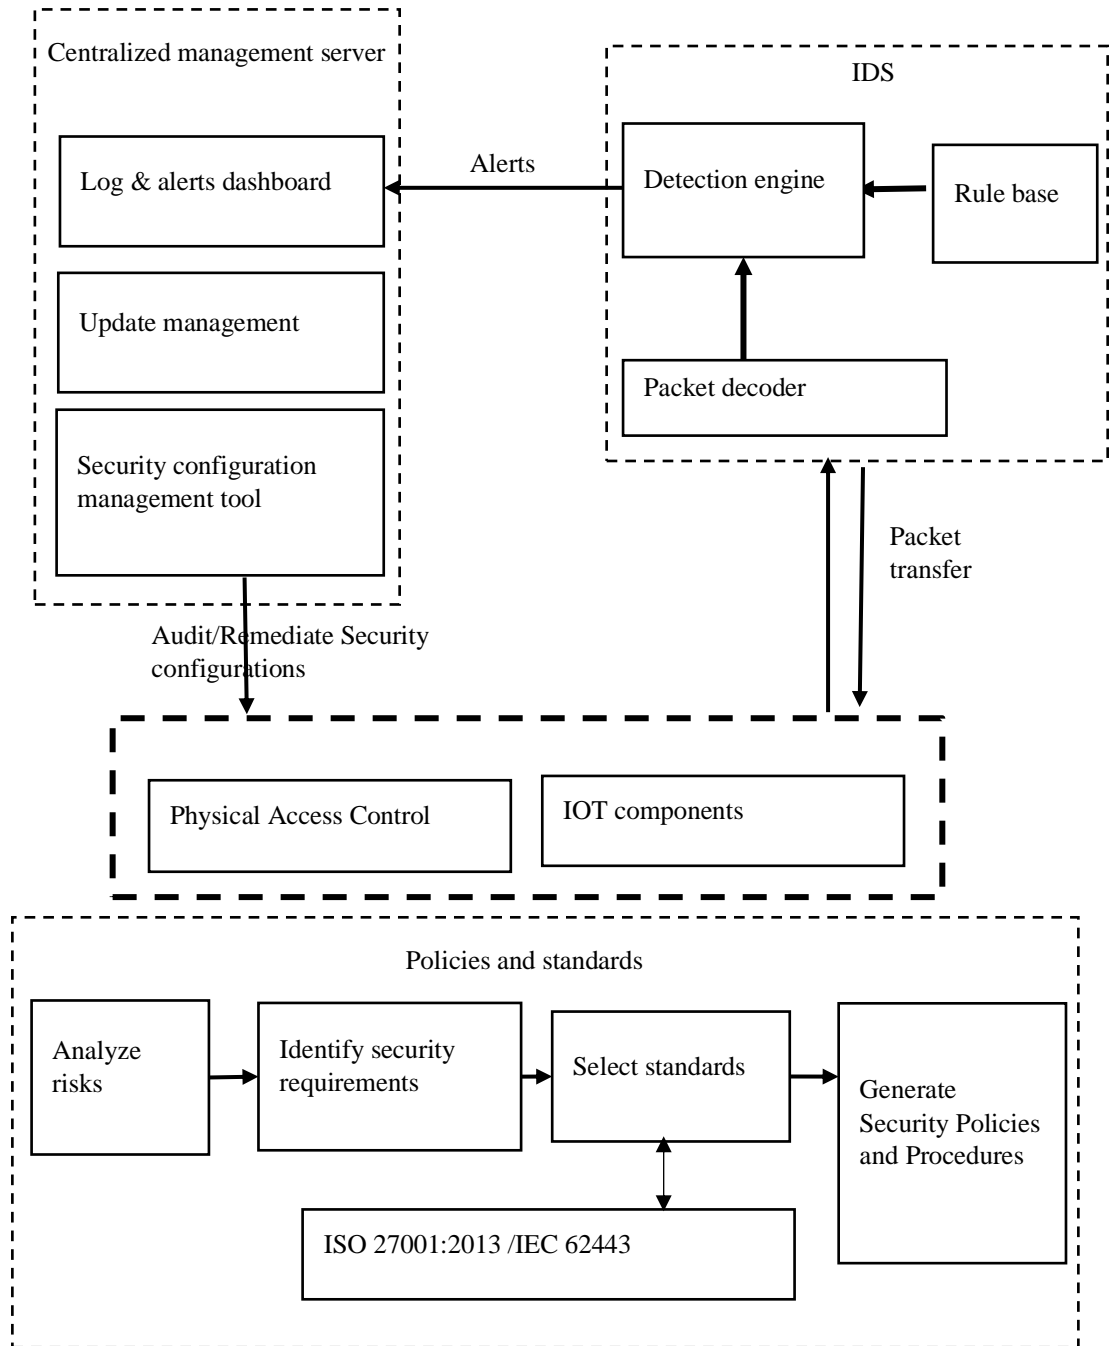 Centralized management server
Log & alerts dashboard
Update management
Security configuration
management tool
Alerts
IDS
Detection engine
Rule base
Packet decoder
Packet
transfer
Audit/Remediate Security
configurations
Physical Access Control
IOT components
Policies and standards
Analyze
risks
Identify security
requirements
Select standards
Generate
Security Policies
and Procedures
ISO 27001:2013 /IEC 62443